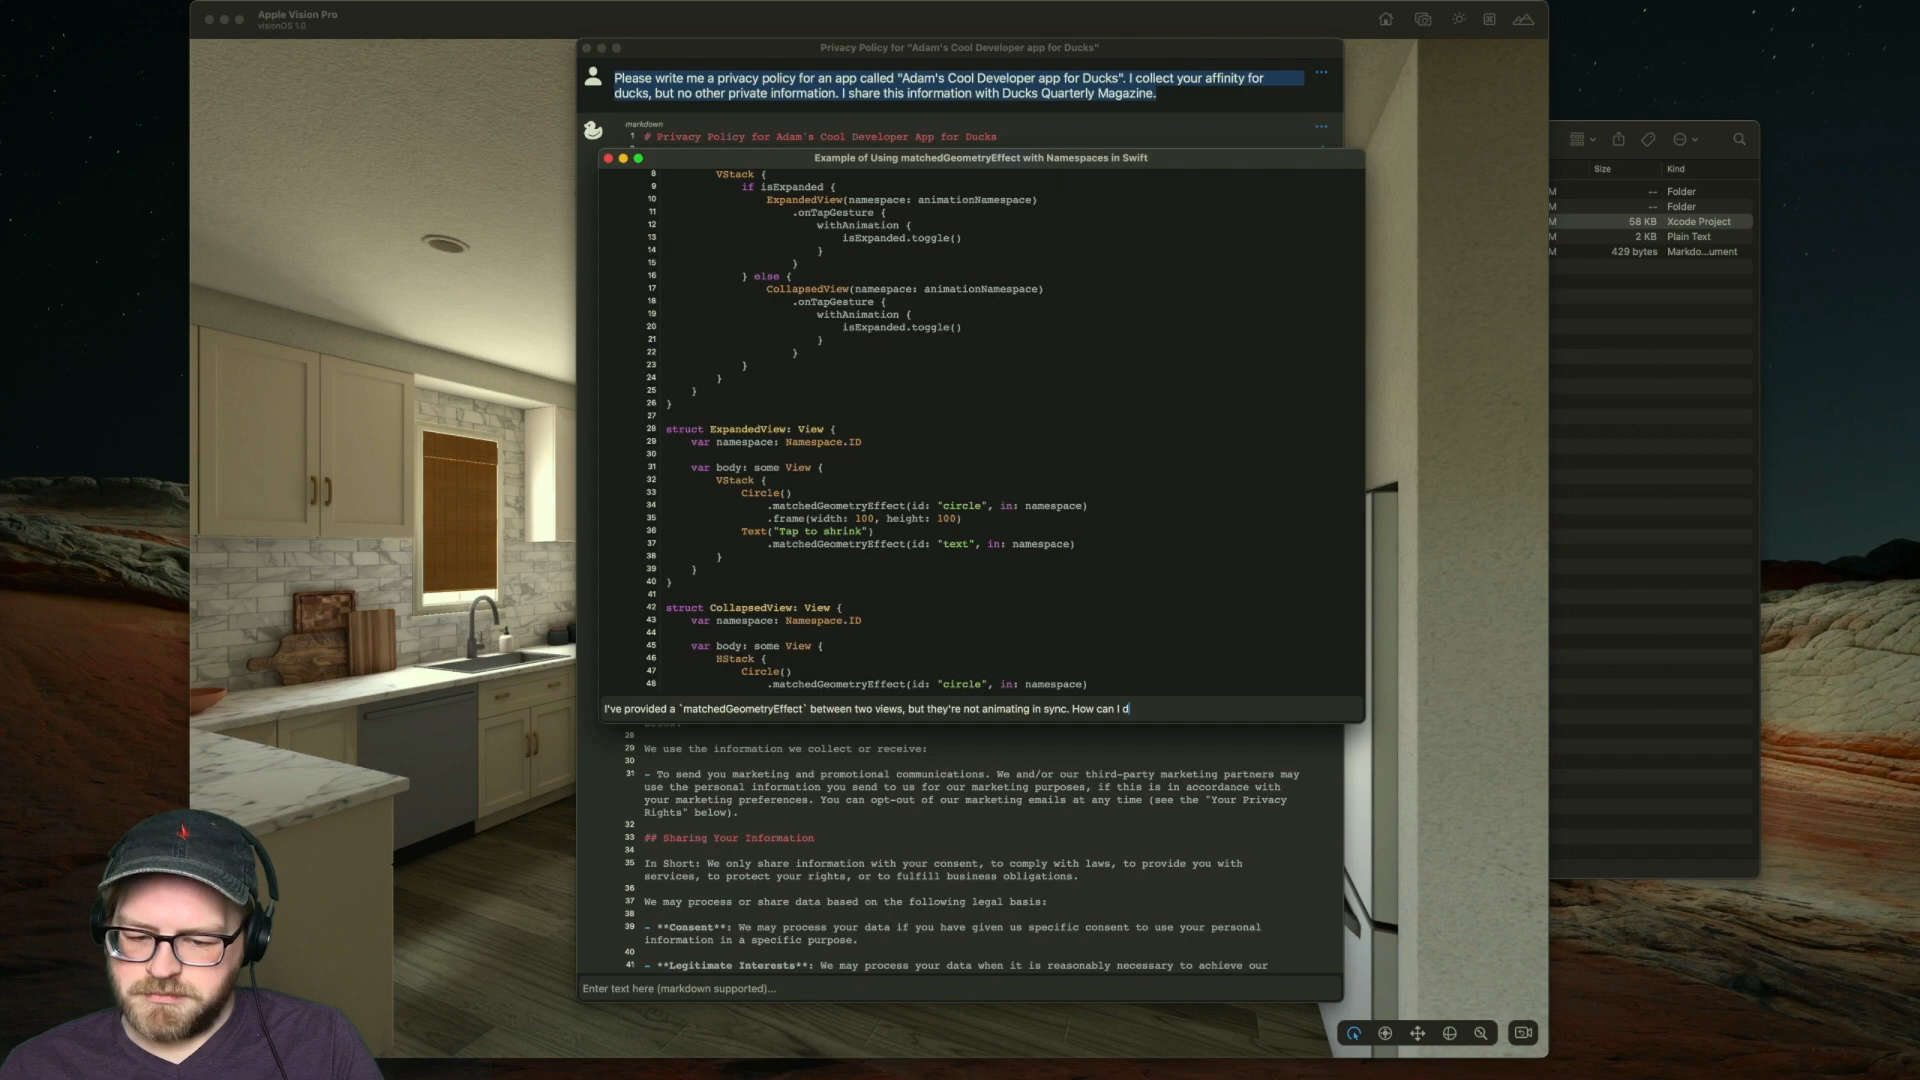 Apple Vision Pro
visionOS 1.0
Privacy Policy for "Adam's Cool Developer app for Ducks"
Please write me a privacy policy for an app called "Adam's Cool Developer app for Ducks". I collect your affinity for
ducks, but no other private information. I share this information with Ducks Quarterly Magazine.
markdown
1 # Privacy Policy for Adam's Cool Developer App for Ducks
Example of Using matchedGeometryEffect with Namespaces in Swift
8 VStack {
9 if isExpanded {
10 ExpandedView(namespace: animationNamespace)
11 .onTapGesture {
12 withAnimation {
13 isExpanded.toggle()
14 }
15 }
16 } else {
17 CollapsedView(namespace: animationNamespace)
18 .onTapGesture {
19 withAnimation {
20 isExpanded.toggle()
21 }
22 }
23 }
24 }
25 }
26 }
27
28 struct ExpandedView: View {
29 var namespace: Namespace.ID
30
31 var body: some View {
32 VStack {
33 Circle()
34 .matchedGeometryEffect(id: "circle", in: namespace)
35 .frame(width: 100, height: 100)
36 Text("Tap to shrink")
37 .matchedGeometryEffect(id: "text", in: namespace)
38 }
39 }
40 }
41
42 struct CollapsedView: View {
43 var namespace: Namespace.ID
44
45 var body: some View {
46 HStack {
47 Circle()
48 .matchedGeometryEffect(id: "circle", in: namespace)
I've provided a `matchedGeometryEffect` between two views, but they're not animating in sync. How can I d
28
29 We use the information we collect or receive:
30
31 - To send you marketing and promotional communications. We and/or our third-party marketing partners may
use the personal information you send to us for our marketing purposes, if this is in accordance with
your marketing preferences. You can opt-out of our marketing emails at any time (see the "Your Privacy
Rights" below).
32
33 ## Sharing Your Information
34
35 In Short: We only share information with your consent, to comply with laws, to provide you with
services, to protect your rights, or to fulfill business obligations.
36
37 We may process or share data based on the following legal basis:
38
39 - **Consent**: We may process your data if you have given us specific consent to use your personal
information in a specific purpose.
40
41 - **Legitimate Interests**: We may process your data when it is reasonably necessary to achieve our
Enter text here (markdown supported)...
Size Kind
M -- Folder
M -- Folder
M 58 KB Xcode Project
M 2 KB Plain Text
M 429 bytes Markdo...ument